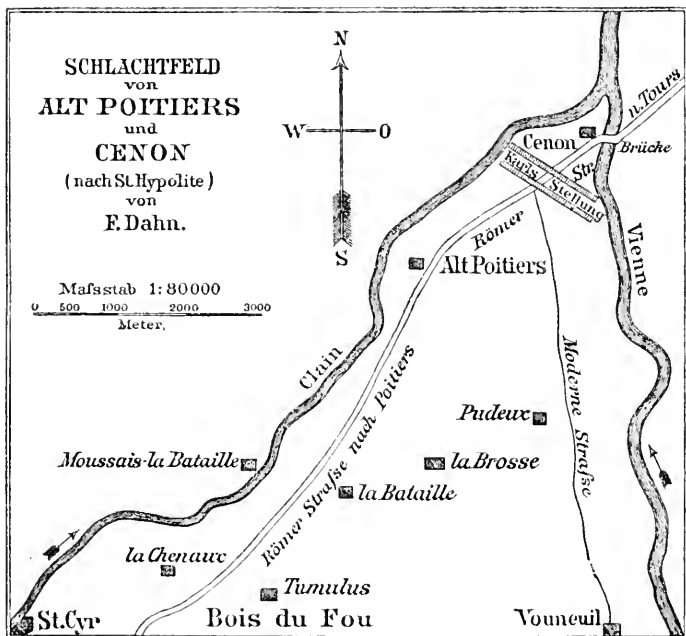 SCHLACHTFELD
von
ALT POITIERS
und
CENON
(nach St. Hypolite)
von
F. Dahn.
Maſsstab 1:80000
0 500 1000 2000 3000
Meter.
N
W O
S
n. Tours
Cenon
Brücke
Str.
Karls Stellung
Römer
Vienne
Alt Poitiers
Clain
Moderne Straſse
Pudeux
Römer Straſse nach Poitiers
Moussais-la Bataille
la Brosse
la Bataille
la Chenaux
Tumulus
St. Cyr
Bois du Fou
Vouneuil